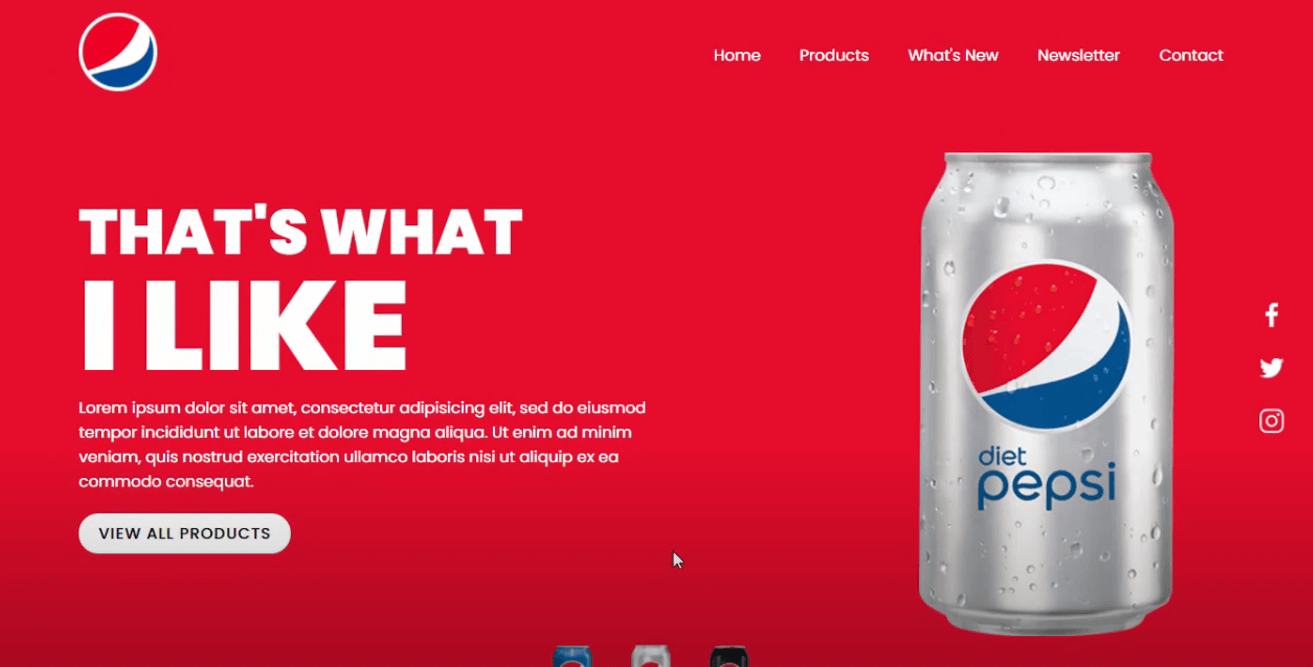 Home Products What's New Newsletter Contact
THAT'S WHAT
I LIKE
Lorem ipsum dolor sit amet, consectetur adipisicing elit, sed do eiusmod
tempor incididunt ut labore et dolore magna aliqua. Ut enim ad minim
veniam, quis nostrud exercitation ullamco laboris nisi ut aliquip ex ea
commodo consequat.
VIEW ALL PRODUCTS
diet
pepsi